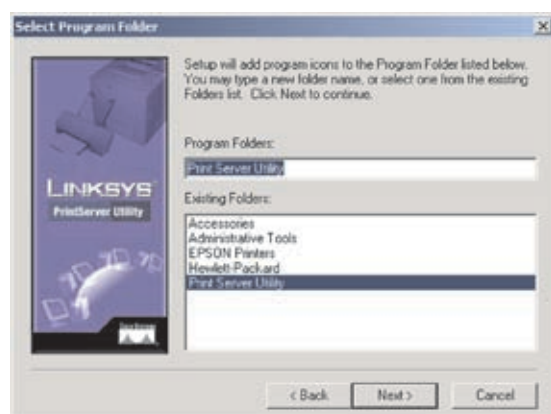 Select Program Folder
Setup will add program icons to the Program Folder listed below.
You may type a new folder name, or select one from the existing
Folders list. Click Next to continue.
Program Folders:
Print Server Utility
Existing Folders:
Accessories
Administrative Tools
EPSON Printers
Hewlett-Packard
Print Server Utility
LINKSYS
PrintServer Utility
< Back
Next >
Cancel